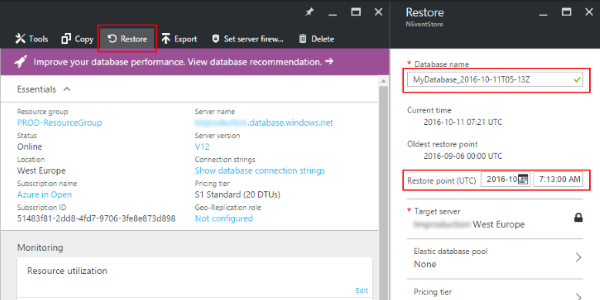 Restore
NEventStore
Tools
Copy
Restore
Export
Set server firew...
Delete
Improve your database performance. View database recommendation.
Essentials
Resource group
PROD-ResourceGroup
Status
Online
Location
West Europe
Subscription name
Azure in Open
Subscription ID
51483f81-2dd8-4fd7-9706-3fe8e873d898
Server name
.database.windows.net
Server version
V12
Connection strings
Show database connection strings
Pricing tier
S1 Standard (20 DTUs)
Geo-Replication role
Not configured
Monitoring
Resource utilization
Edit
* Database name
MyDatabase_2016-10-11T05-13Z
Current time
2016-10-11 07:21 UTC
Oldest restore point
2016-09-06 00:00 UTC
Restore point (UTC) 2016-10 7:13:00 AM
* Target server
West Europe
Elastic database pool
None
Pricing tier